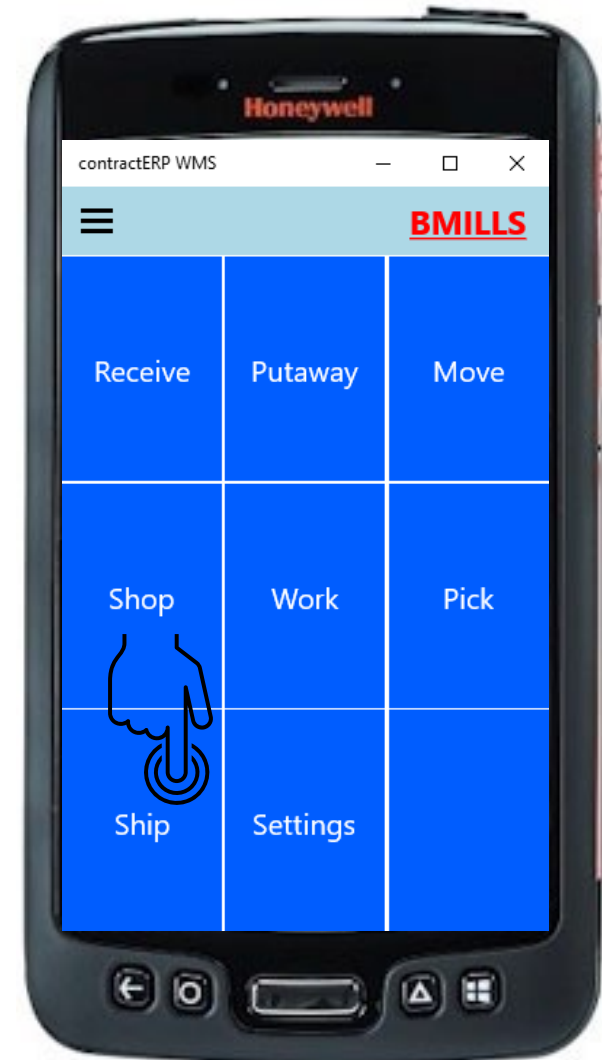 Honeywell
contractERP WMS
BMILLS
Receive Putaway Move
Shop Work Pick
Ship Settings